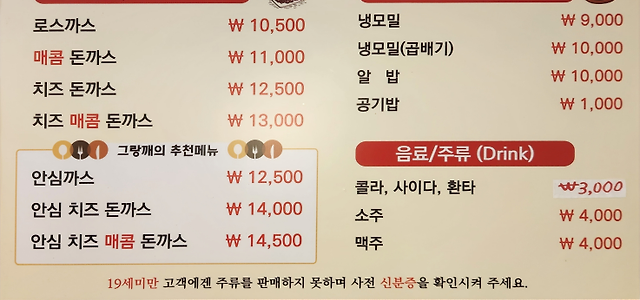 로스까스 ₩ 10,500
매콤 돈까스 ₩ 11,000
치즈 돈까스 ₩ 12,500
치즈 매콤 돈까스 ₩ 13,000
그랑깨의 추천메뉴
안심까스 ₩ 12,500
안심 치즈 돈까스 ₩ 14,000
안심 치즈 매콤 돈까스 ₩ 14,500
냉모밀 ₩ 9,000
냉모밀(곱배기) ₩ 10,000
알 밥 ₩ 10,000
공기밥 ₩ 1,000
음료/주류 (Drink)
콜라, 사이다, 환타 ₩3,000
소주 ₩ 4,000
맥주 ₩ 4,000
19세미만 고객에겐 주류를 판매하지 못하며 사전 신분증을 확인시켜 주세요.